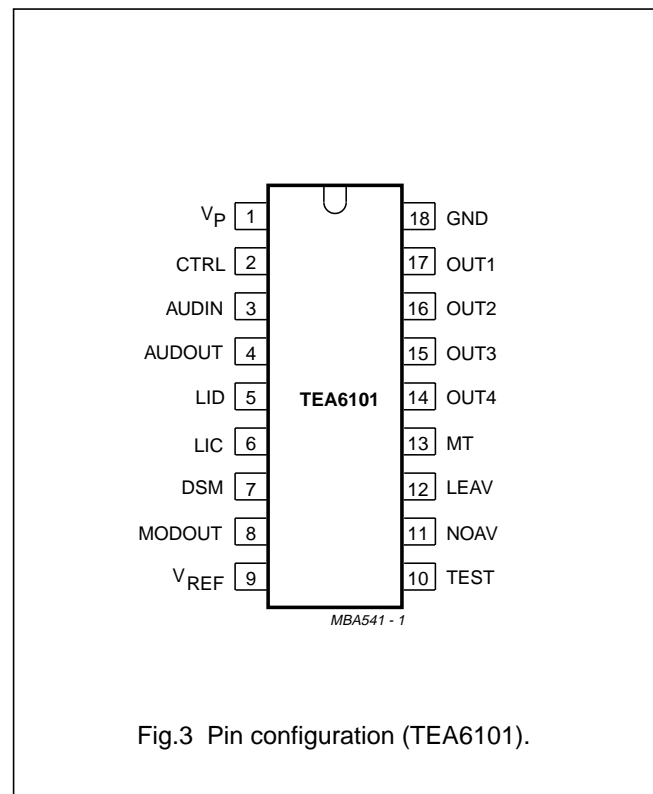 VP 1 18 GND
CTRL 2 17 OUT1
AUDIN 3 16 OUT2
AUDOUT 4 15 OUT3
LID 5 TEA6101 14 OUT4
LIC 6 13 MT
DSM 7 12 LEAV
MODOUT 8 11 NOAV
VREF 9 10 TEST
MBA541 - 1
Fig.3 Pin configuration (TEA6101).